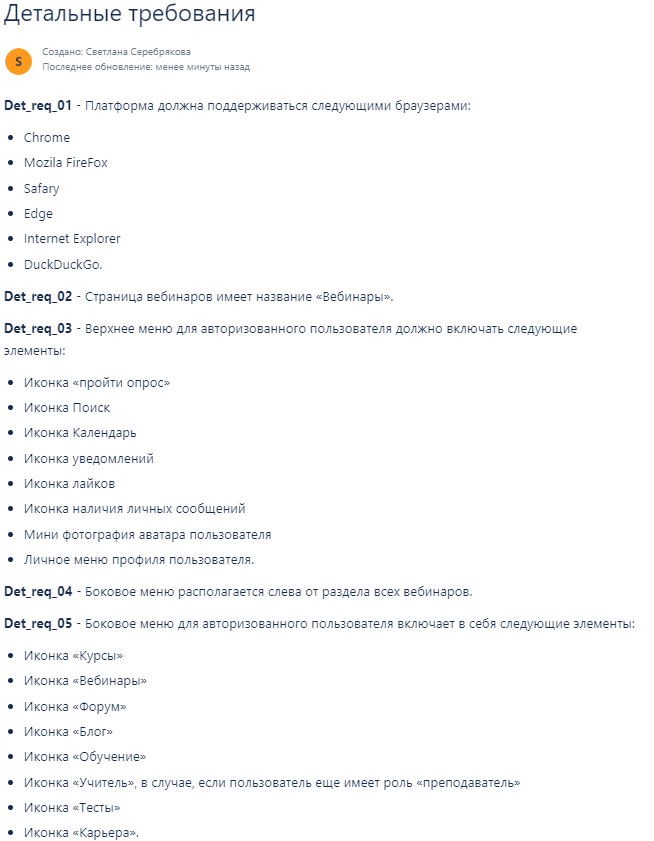 Детальные требования
S
Создано: Светлана Серебрякова
Последнее обновление: менее минуты назад
Det_req_01 - Платформа должна поддерживаться следующими браузерами:
• Chrome
• Mozila FireFox
• Safary
• Edge
• Internet Explorer
• DuckDuckGo.
Det_req_02 - Страница вебинаров имеет название «Вебинары».
Det_req_03 - Верхнее меню для авторизованного пользователя должно включать следующие
элементы:
• Иконка «пройти опрос»
• Иконка Поиск
• Иконка Календарь
• Иконка уведомлений
• Иконка лайков
• Иконка наличия личных сообщений
• Мини фотография аватара пользователя
• Личное меню профиля пользователя.
Det_req_04 - Боковое меню располагается слева от раздела всех вебинаров.
Det_req_05 - Боковое меню для авторизованного пользователя включает в себя следующие элементы:
• Иконка «Курсы»
• Иконка «Вебинары»
• Иконка «Форум»
• Иконка «Блог»
• Иконка «Обучение»
• Иконка «Учитель», в случае, если пользователь еще имеет роль «преподаватель»
• Иконка «Тесты»
• Иконка «Карьера».